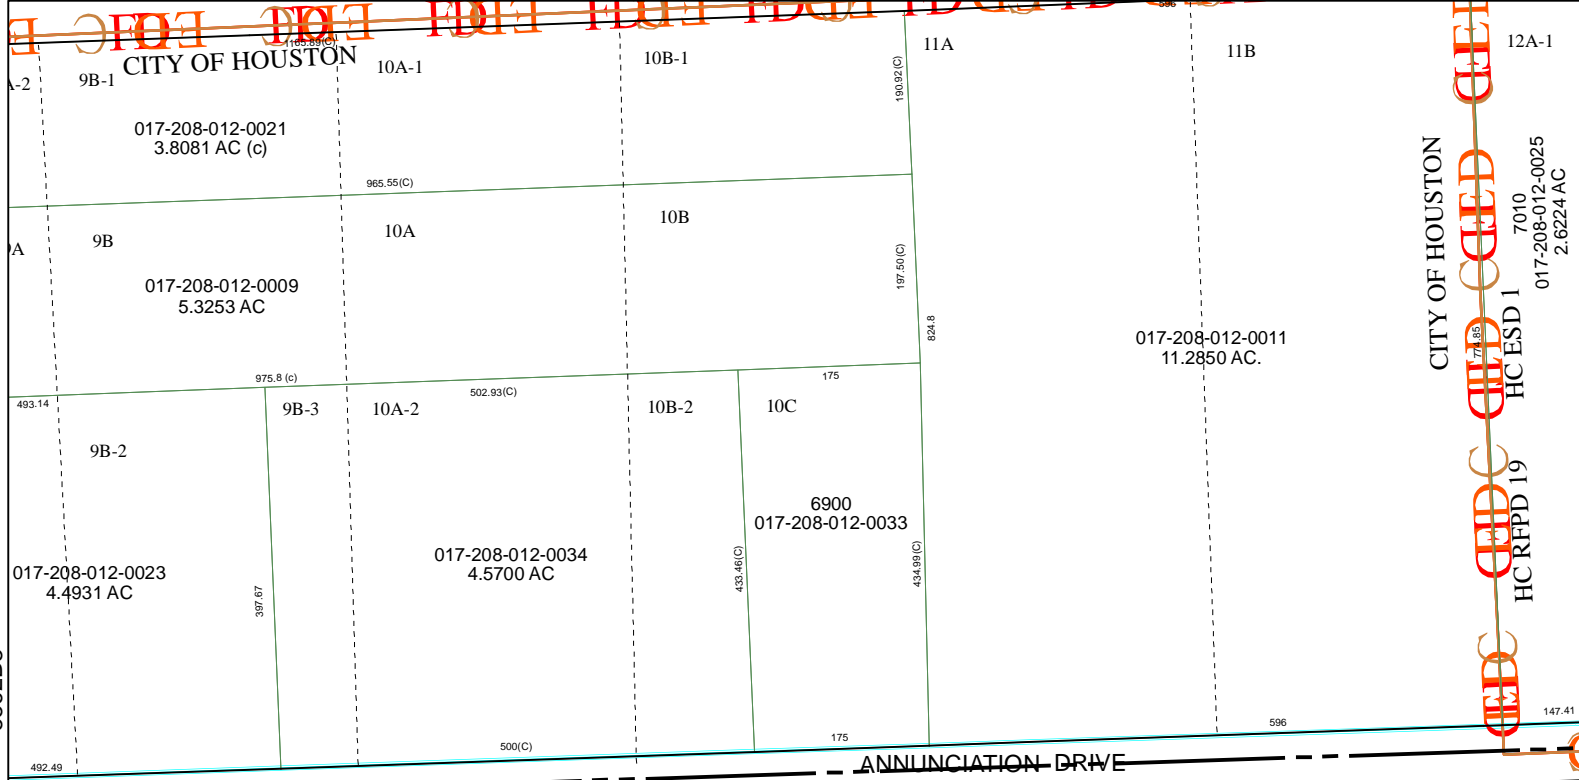 596
1165.89(C)
CITY OF HOUSTON
A-2
9B-1
10A-1
10B-1
11A
11B
12A-1
190.92(C)
017-208-012-0021
3.8081 AC (c)
965.55(C)
9B
10A
10B
197.50(C)
824.8
017-208-012-0009
5.3253 AC
017-208-012-0011
11.2850 AC.
CITY OF HOUSTON
774.85
HC ESD 1
HC RFPD 19
7010
017-208-012-0025
2.6224 AC
975.8 (c)
502.93(C)
175
493.14
9B-3
10A-2
10B-2
10C
9B-2
6900
017-208-012-0033
017-208-012-0034
4.5700 AC
017-208-012-0023
4.4931 AC
397.67
433.46(C)
434.99(C)
492.49
500(C)
175
596
147.41
ANNUNCIATION DRIVE